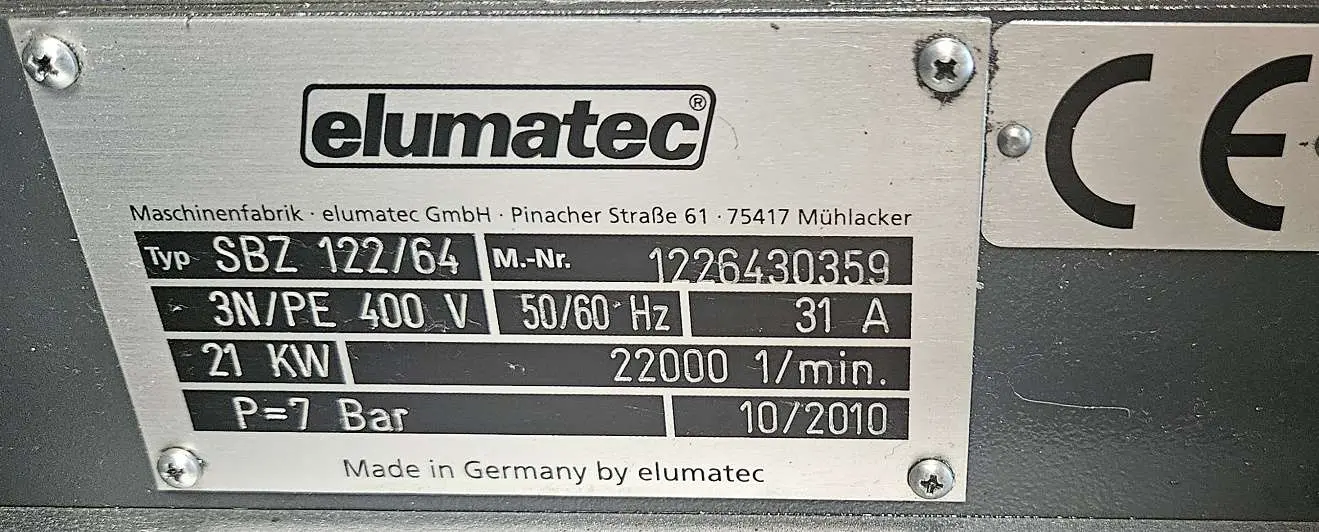 elumatec®
CE
Maschinenfabrik · elumatec GmbH · Pinacher Straße 61 · 75417 Mühlacker
Typ SBZ 122/64 M.-Nr. 1226430359
3N/PE 400 V 50/60 Hz 31 A
21 KW 22000 1/min.
P=7 Bar 10/2010
Made in Germany by elumatec